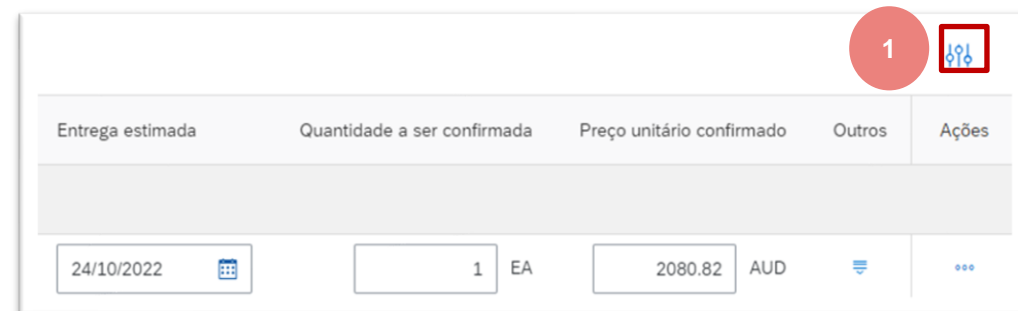 1
Entrega estimada Quantidade a ser confirmada Preço unitário confirmado Outros Ações
24/10/2022 1 EA 2080.82 AUD